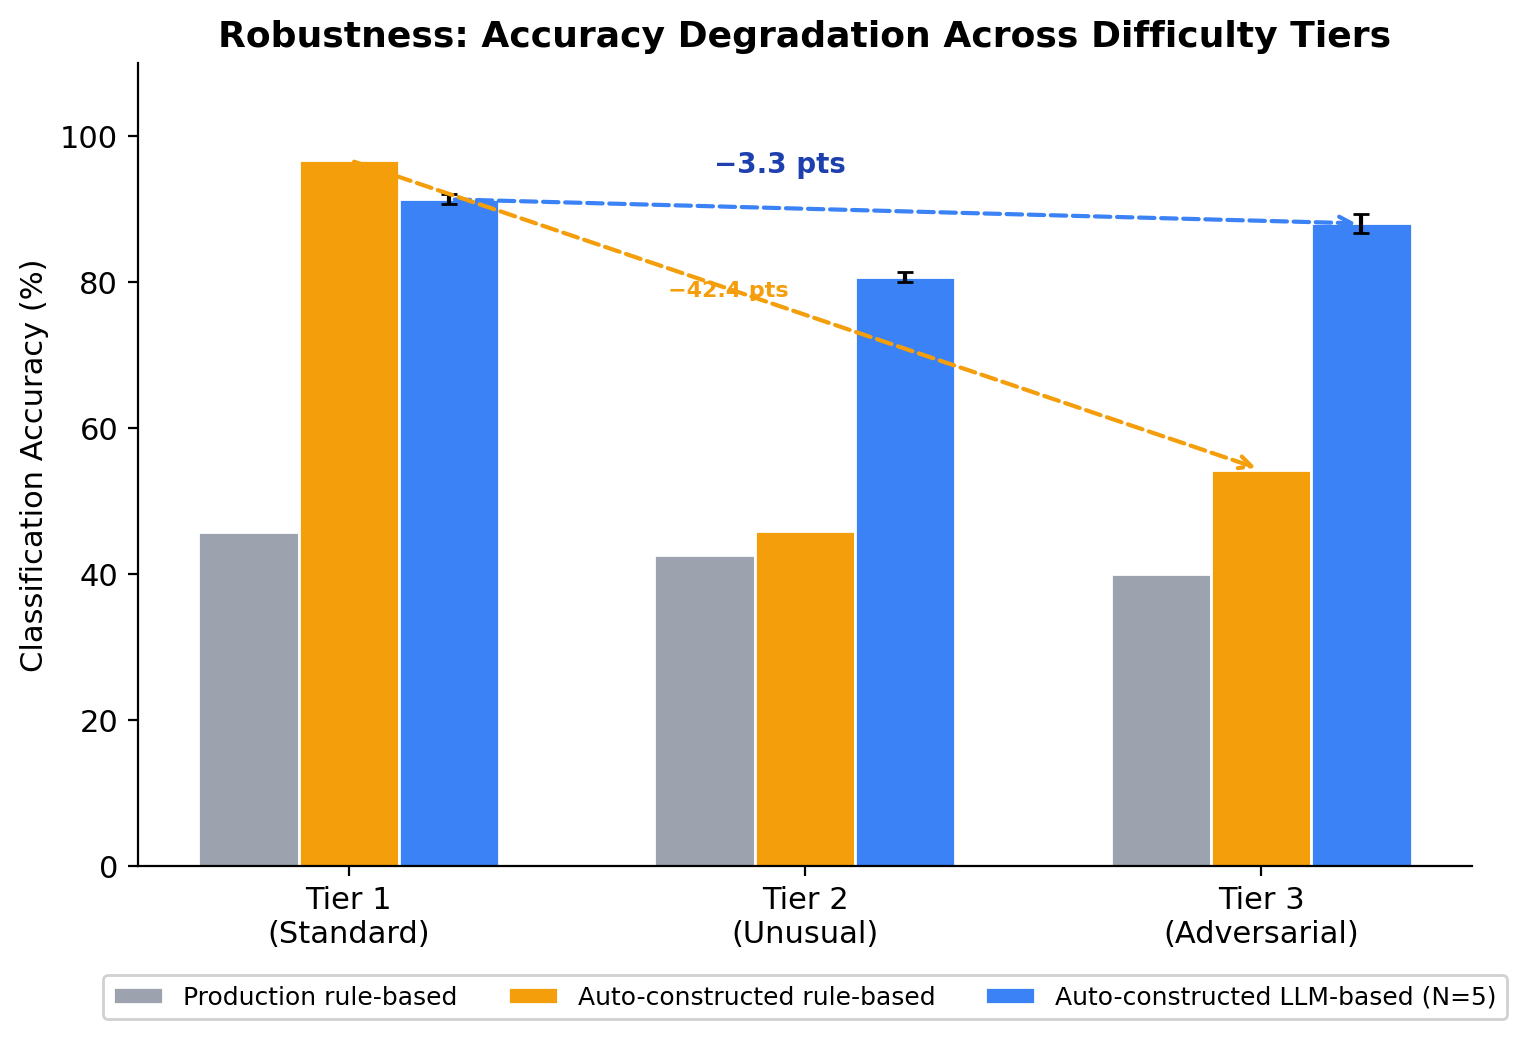 Robustness: Accuracy Degradation Across Difficulty Tiers
Classification Accuracy (%)
100
80
60
40
20
0
−3.3 pts
−42.4 pts
Tier 1
(Standard)
Tier 2
(Unusual)
Tier 3
(Adversarial)
Production rule-based
Auto-constructed rule-based
Auto-constructed LLM-based (N=5)